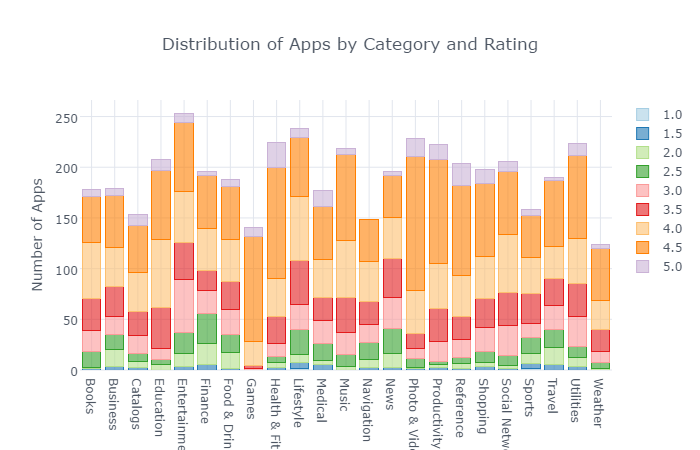 Distribution of Apps by Category and Rating
Number of Apps
250
200
150
100
50
0
Books
Business
Catalogs
Education
Entertainme
Finance
Food & Drin
Games
Health & Fit
Lifestyle
Medical
Music
Navigation
News
Photo & Vide
Productivity
Reference
Shopping
Social Netw
Sports
Travel
Utilities
Weather
1.0
1.5
2.0
2.5
3.0
3.5
4.0
4.5
5.0